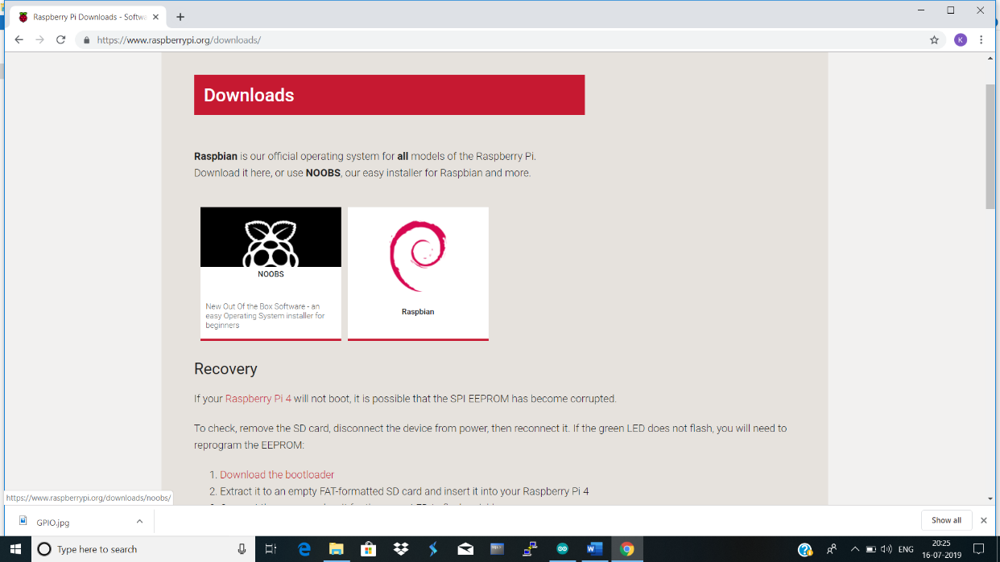 Raspberry Pi Downloads - Softwa
https://www.raspberrypi.org/downloads/
K
Downloads
Raspbian is our official operating system for all models of the Raspberry Pi.
Download it here, or use NOOBS, our easy installer for Raspbian and more.
NOOBS
New Out Of the Box Software - an
easy Operating System installer for
beginners
Raspbian
Recovery
If your Raspberry Pi 4 will not boot, it is possible that the SPI EEPROM has become corrupted.
To check, remove the SD card, disconnect the device from power, then reconnect it. If the green LED does not flash, you will need to
reprogram the EEPROM:
1. Download the bootloader
2. Extract it to an empty FAT-formatted SD card and insert it into your Raspberry Pi 4
https://www.raspberrypi.org/downloads/noobs/
GPIO.jpg
Show all
Type here to search
ENG
20:25
16-07-2019